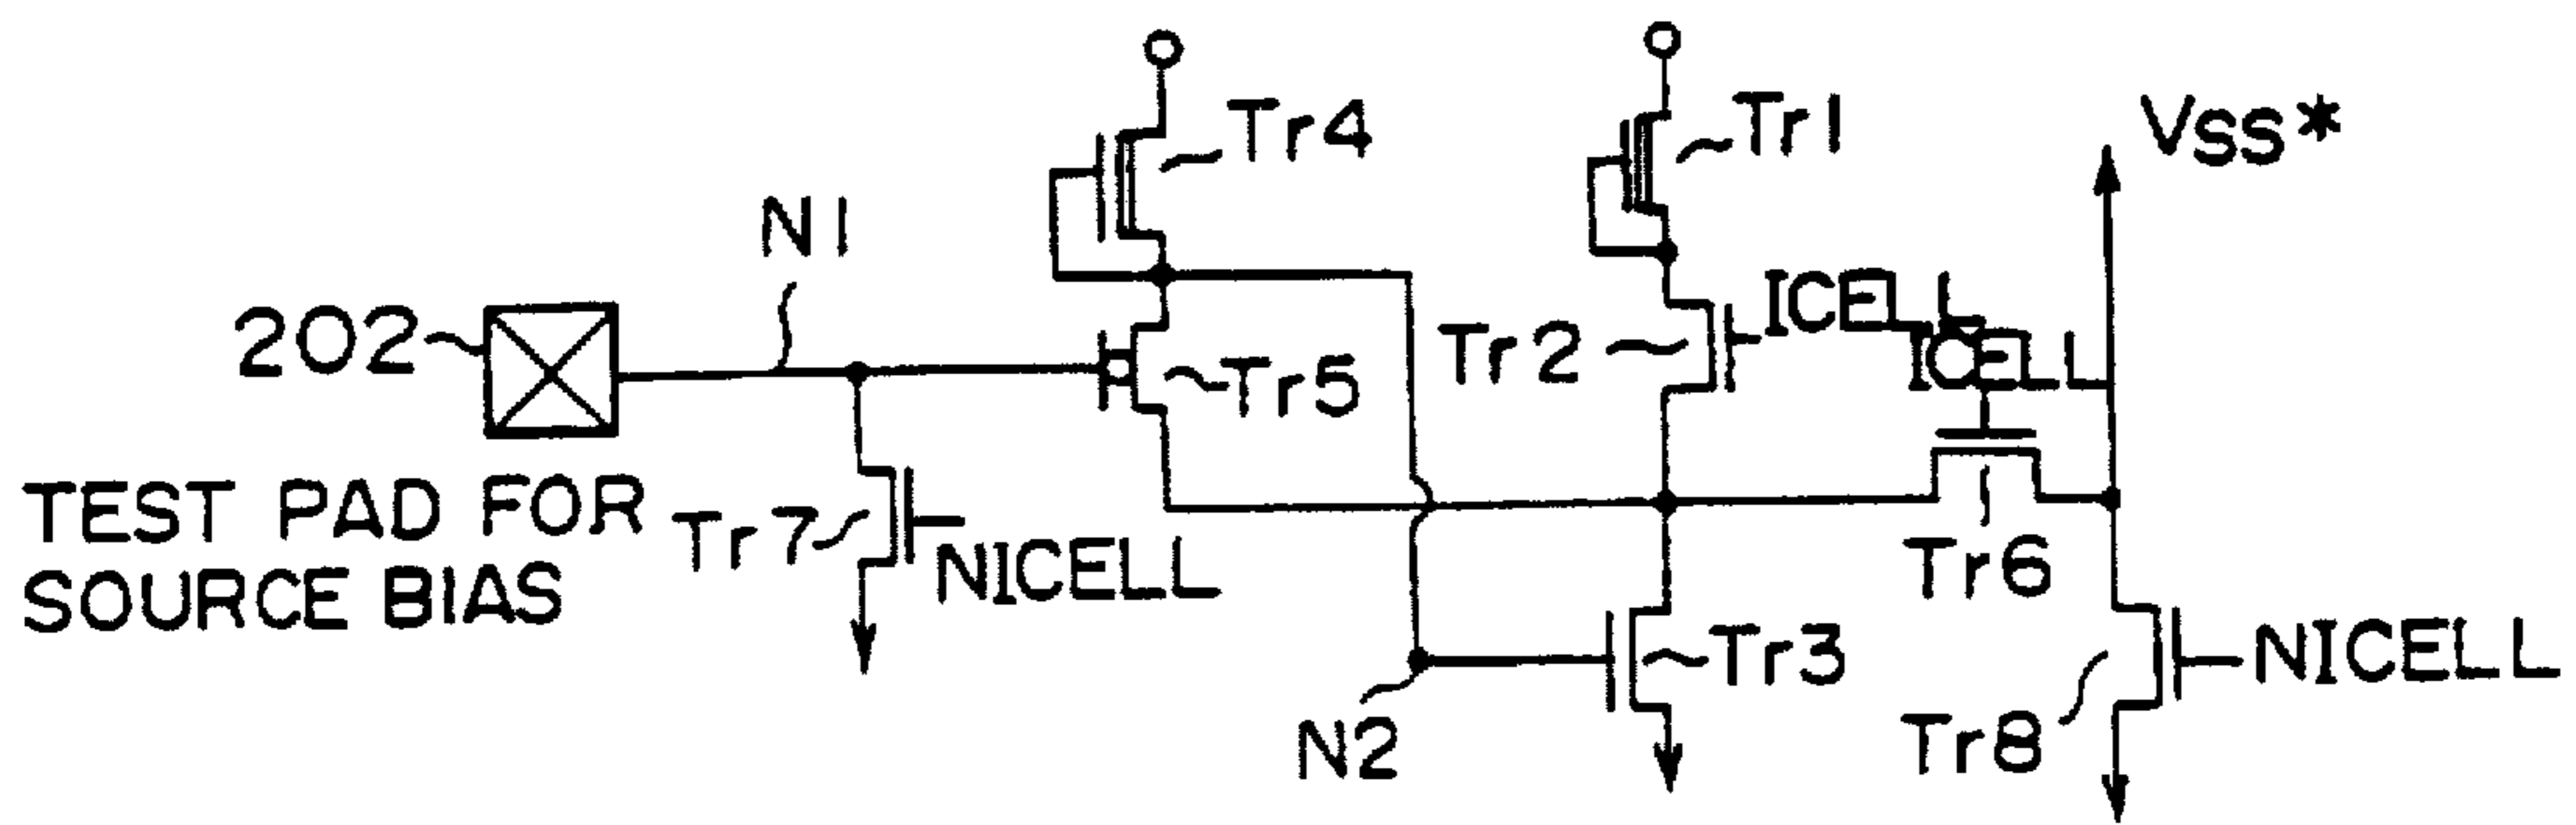 Tr4
Tr1
VSS*
N1
202
ICELL
Tr2
ICELL
Tr5
TEST PAD FOR
SOURCE BIAS
Tr7
NICELL
Tr6
Tr3
NICELL
N2
Tr8